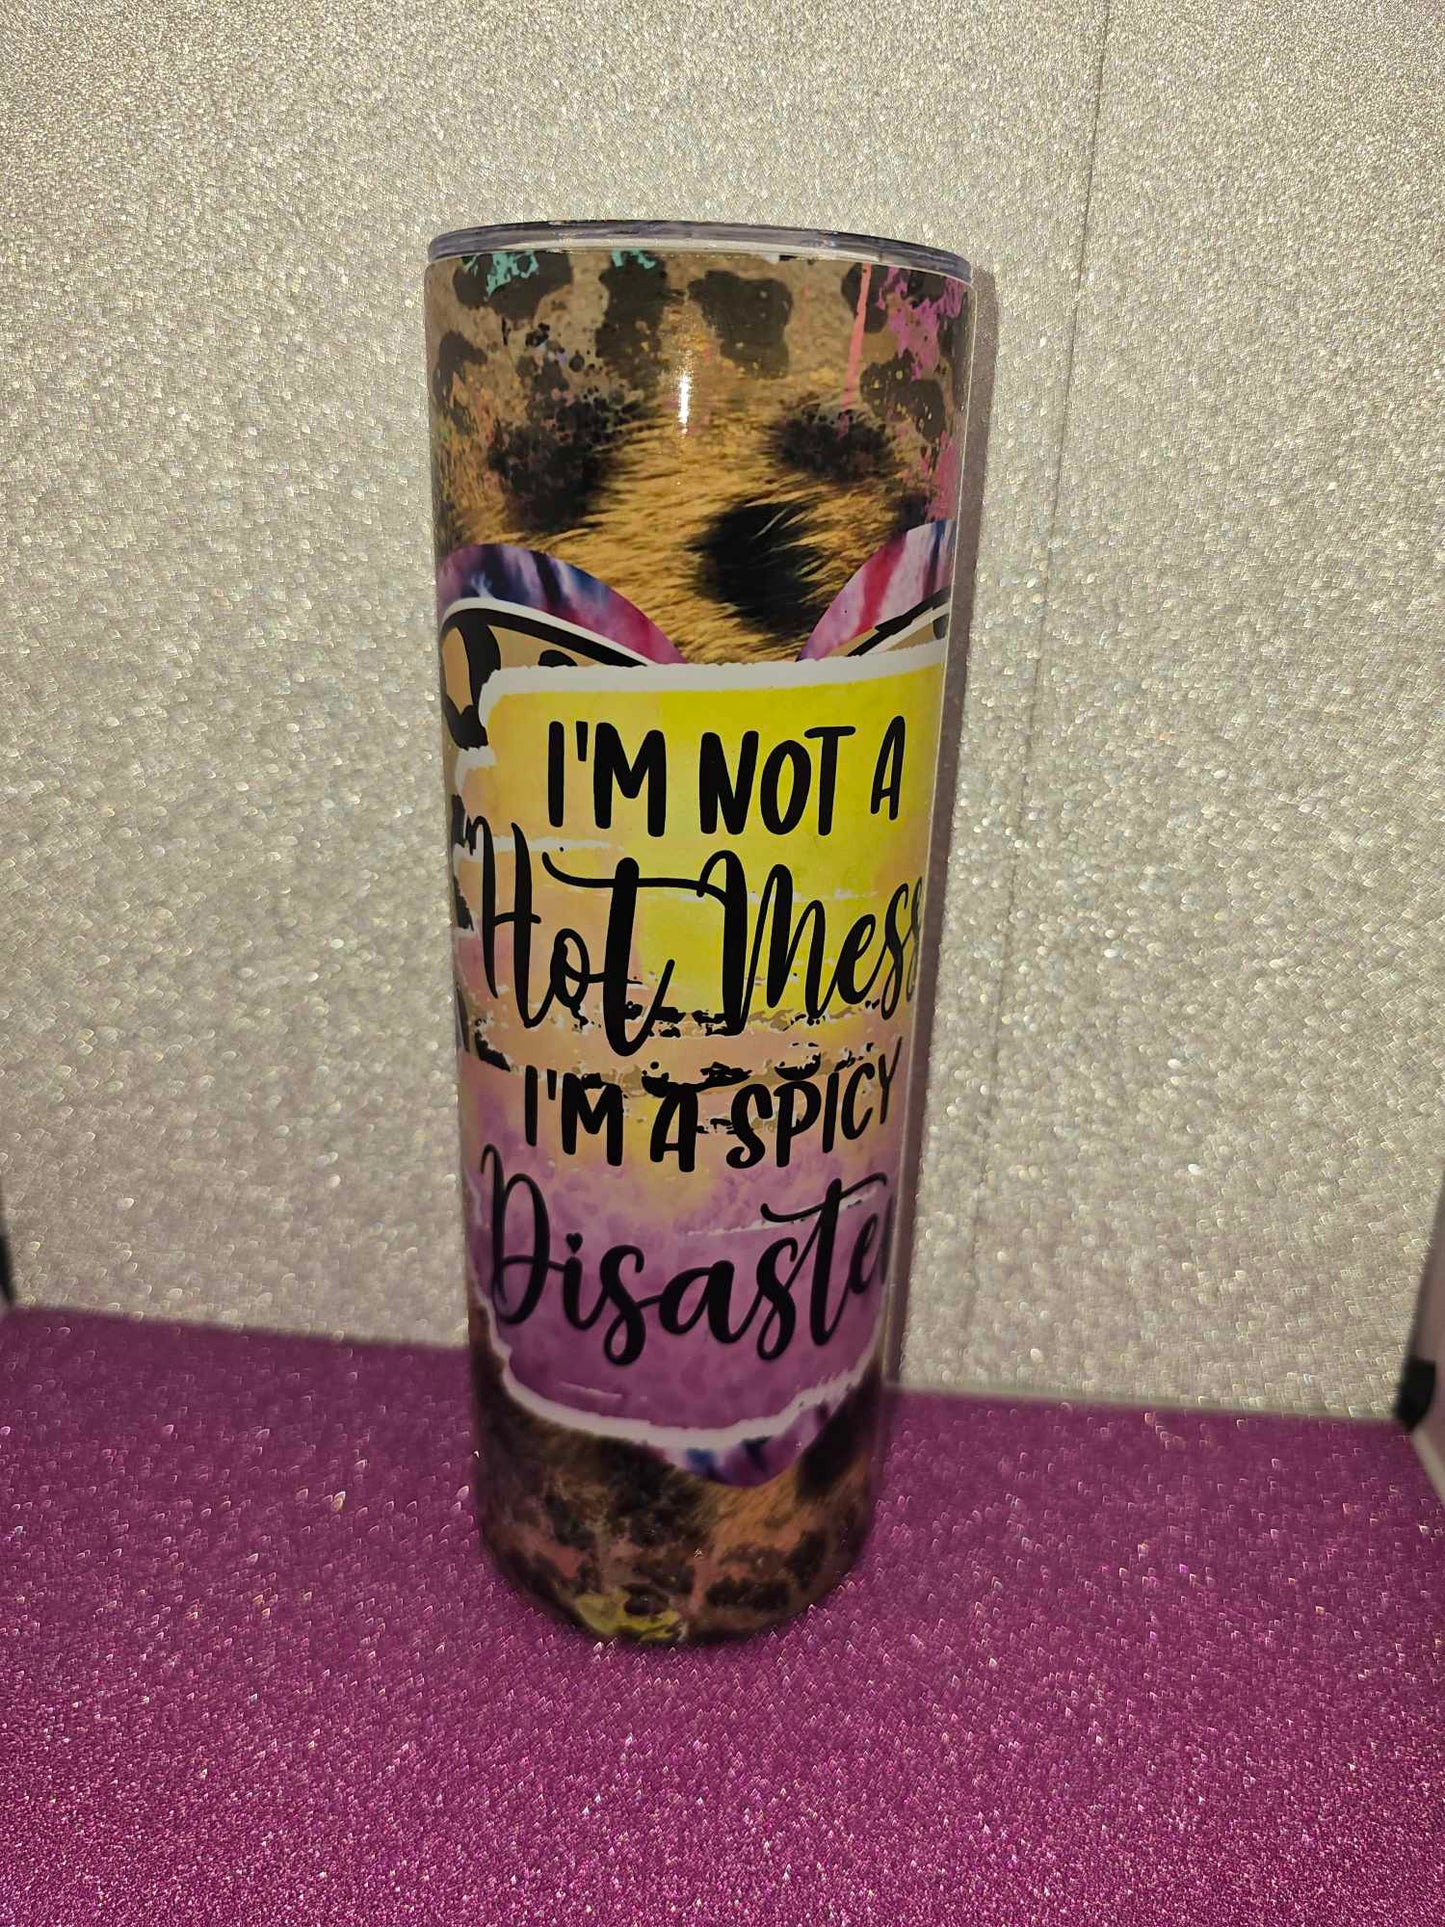 I'M NOT A
Hot Mess
I'M A SPICY
Disaster